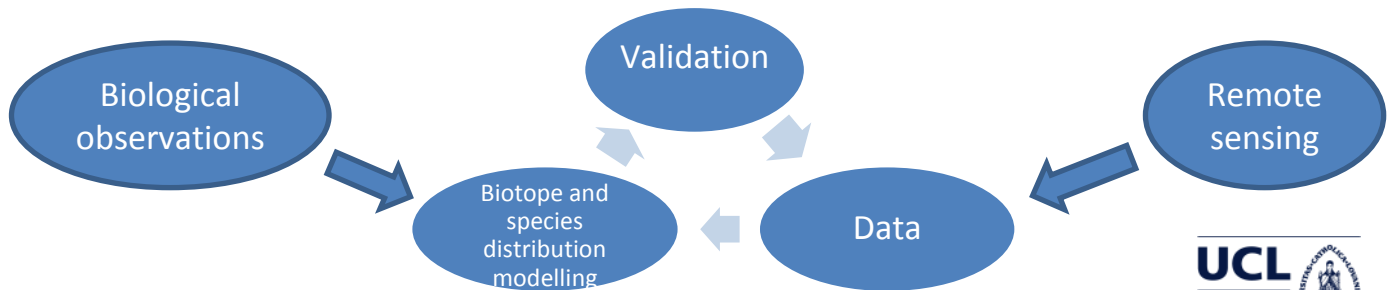 Validation
Biological
observations
Remote
sensing
Biotope and
species
distribution
modelling
Data
UCL